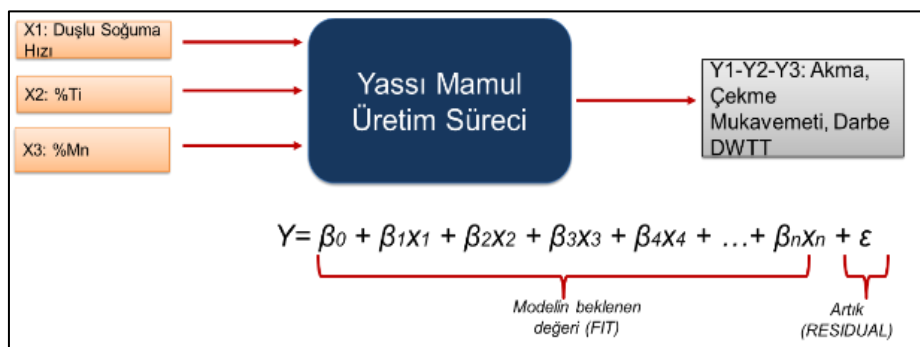 X1: Duşlu Soğuma
Hızı
X2: %Ti
X3: %Mn
Yassı Mamul
Üretim Süreci
Y1-Y2-Y3: Akma,
Çekme
Mukavemeti, Darbe
DWTT
Y= β0 + β1x1 + β2x2 + β3x3 + β4x4 + …+ βnxn + ε
Modelin beklenen
değeri (FIT)
Artık
(RESIDUAL)